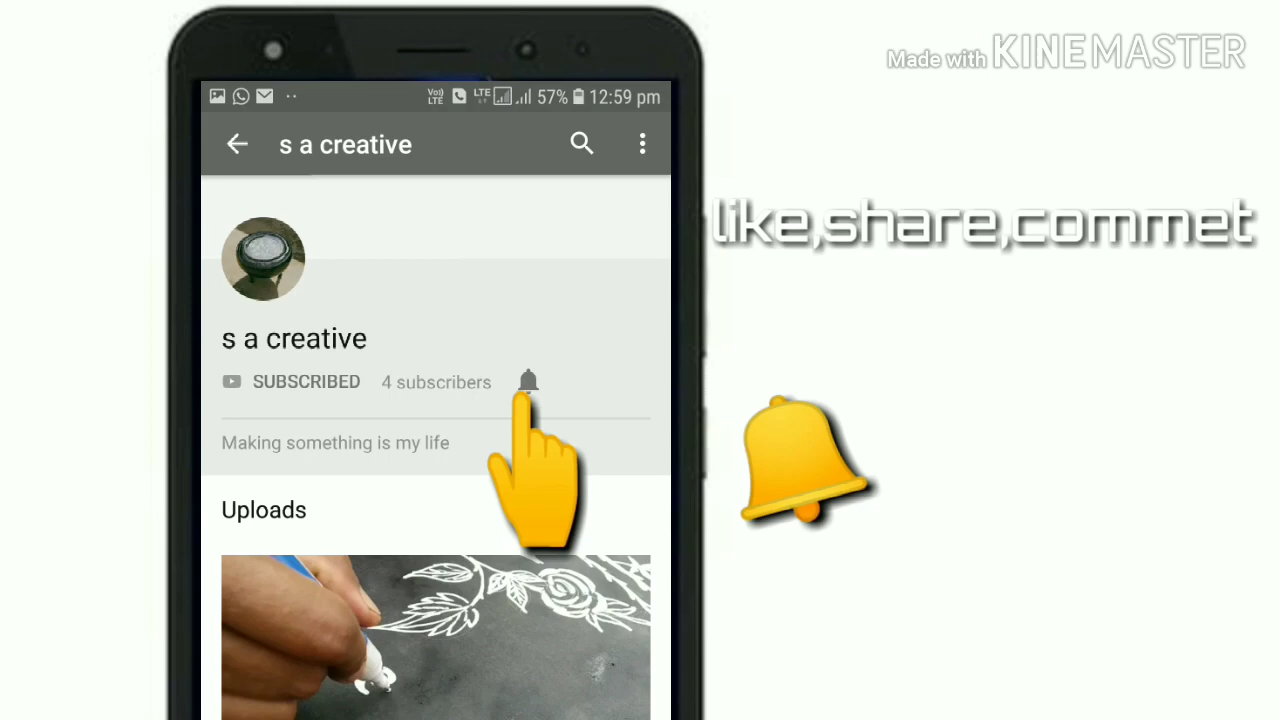 Made with KINEMASTER
Vo) LTE LTE 57% 12:59 pm
s a creative
like,share,commet
s a creative
SUBSCRIBED 4 subscribers
Making something is my life
Uploads